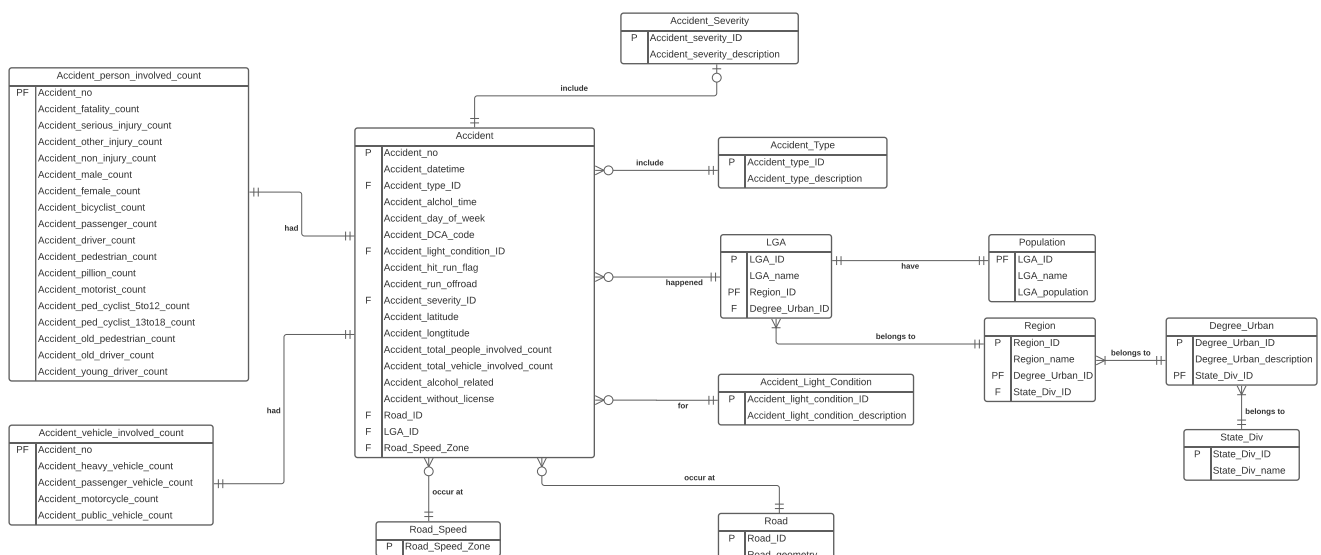 Accident_Severity
P Accident_severity_ID
Accident_severity_description
include
Accident_person_involved_count
PF Accident_no
Accident_fatality_count
Accident_serious_injury_count
Accident_other_injury_count
Accident_non_injury_count
Accident_male_count
Accident_female_count
Accident_bicyclist_count
Accident_passenger_count
Accident_driver_count
Accident_pedestrian_count
Accident_pillion_count
Accident_motorist_count
Accident_ped_cyclist_5to12_count
Accident_ped_cyclist_13to18_count
Accident_old_pedestrian_count
Accident_old_driver_count
Accident_young_driver_count
had
Accident
P Accident_no
Accident_datetime
F Accident_type_ID
Accident_alchol_time
Accident_day_of_week
Accident_DCA_code
F Accident_light_condition_ID
Accident_hit_run_flag
Accident_run_offroad
F Accident_severity_ID
Accident_latitude
Accident_longtitude
Accident_total_people_involved_count
Accident_total_vehicle_involved_count
Accident_alcohol_related
Accident_without_license
F Road_ID
F LGA_ID
F Road_Speed_Zone
include
Accident_Type
P Accident_type_ID
Accident_type_description
happened
LGA
P LGA_ID
LGA_name
PF Region_ID
F Degree_Urban_ID
have
Population
PF LGA_ID
LGA_name
LGA_population
belongs to
Region
P Region_ID
Region_name
PF Degree_Urban_ID
F State_Div_ID
belongs to
Degree_Urban
P Degree_Urban_ID
Degree_Urban_description
PF State_Div_ID
belongs to
State_Div
P State_Div_ID
State_Div_name
for
Accident_Light_Condition
P Accident_light_condition_ID
Accident_light_condition_description
had
Accident_vehicle_involved_count
PF Accident_no
Accident_heavy_vehicle_count
Accident_passenger_vehicle_count
Accident_motorcycle_count
Accident_public_vehicle_count
occur at
Road_Speed
P Road_Speed_Zone
occur at
Road
P Road_ID
Road_geometry